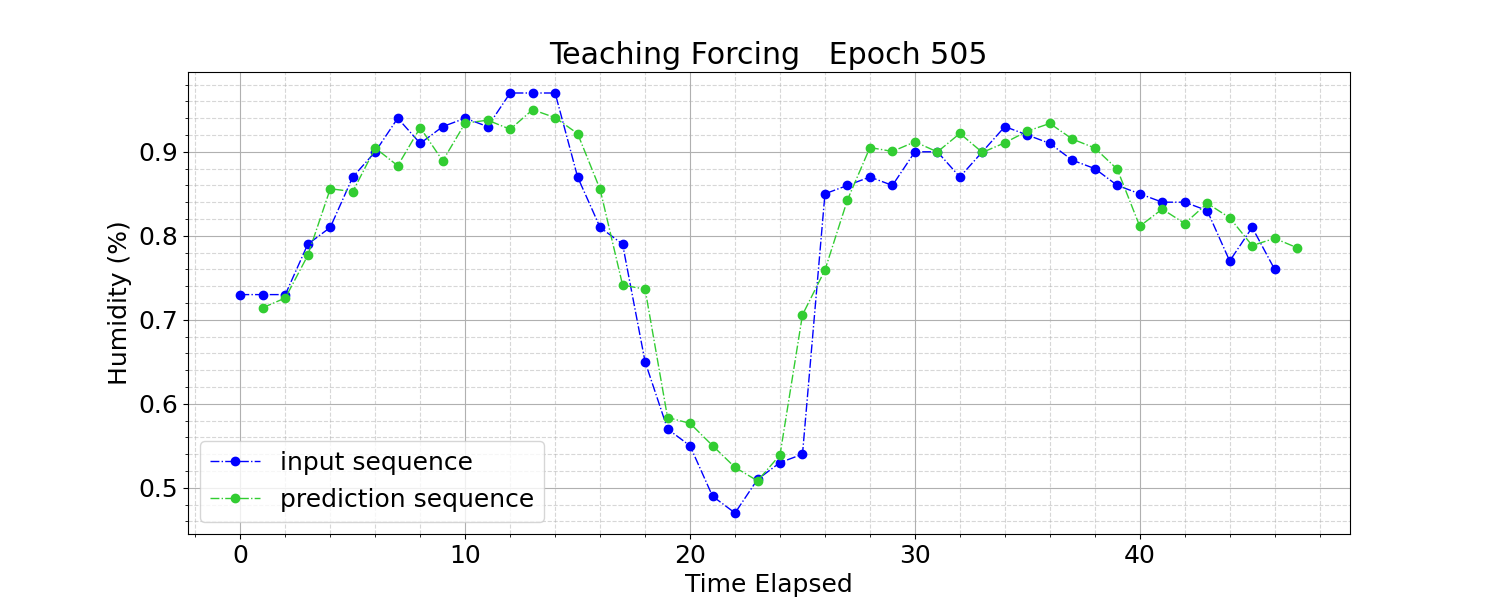 Teaching Forcing   Epoch 505
Humidity (%)
0.9
0.8
0.7
0.6
0.5
input sequence
prediction sequence
0 10 20 30 40
Time Elapsed